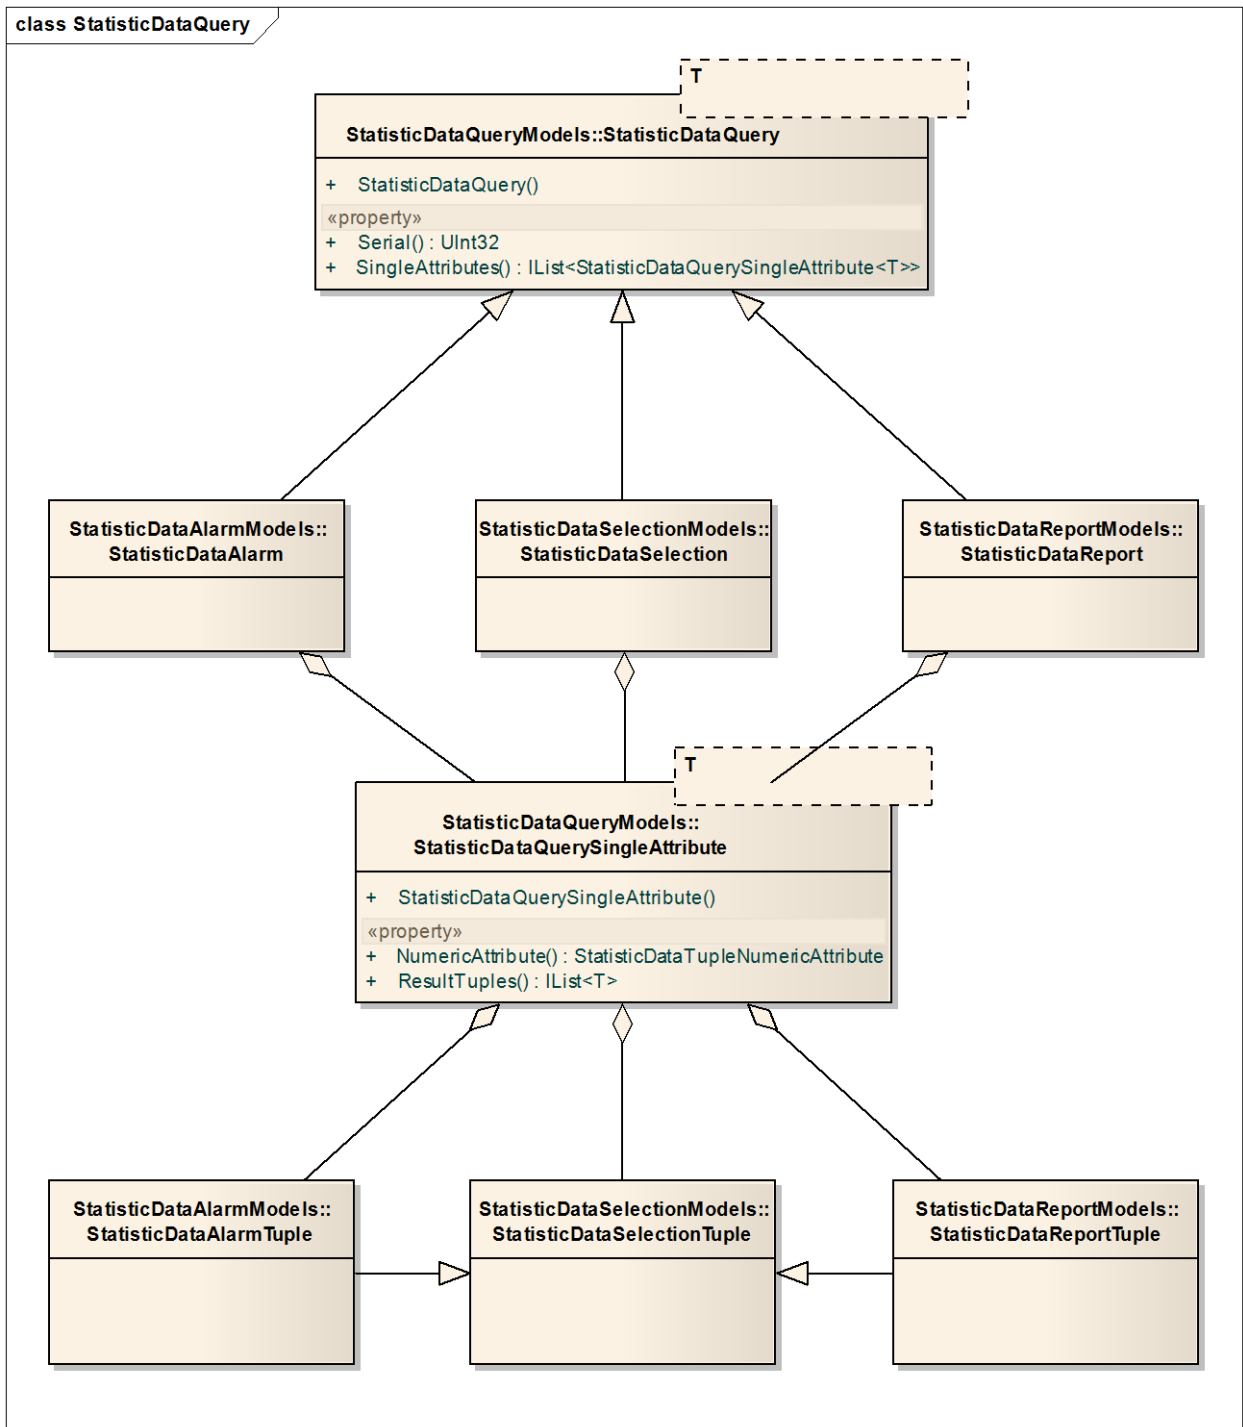 class StatisticDataQuery
T
StatisticDataQueryModels::StatisticDataQuery
+ StatisticDataQuery()
«property»
+ Serial() : UInt32
+ SingleAttributes() : IList<StatisticDataQuerySingleAttribute<T>>
StatisticDataAlarmModels::
StatisticDataAlarm
StatisticDataSelectionModels::
StatisticDataSelection
StatisticDataReportModels::
StatisticDataReport
T
StatisticDataQueryModels::
StatisticDataQuerySingleAttribute
+ StatisticDataQuerySingleAttribute()
«property»
+ NumericAttribute() : StatisticDataTupleNumericAttribute
+ ResultTuples() : IList<T>
StatisticDataAlarmModels::
StatisticDataAlarmTuple
StatisticDataSelectionModels::
StatisticDataSelectionTuple
StatisticDataReportModels::
StatisticDataReportTuple